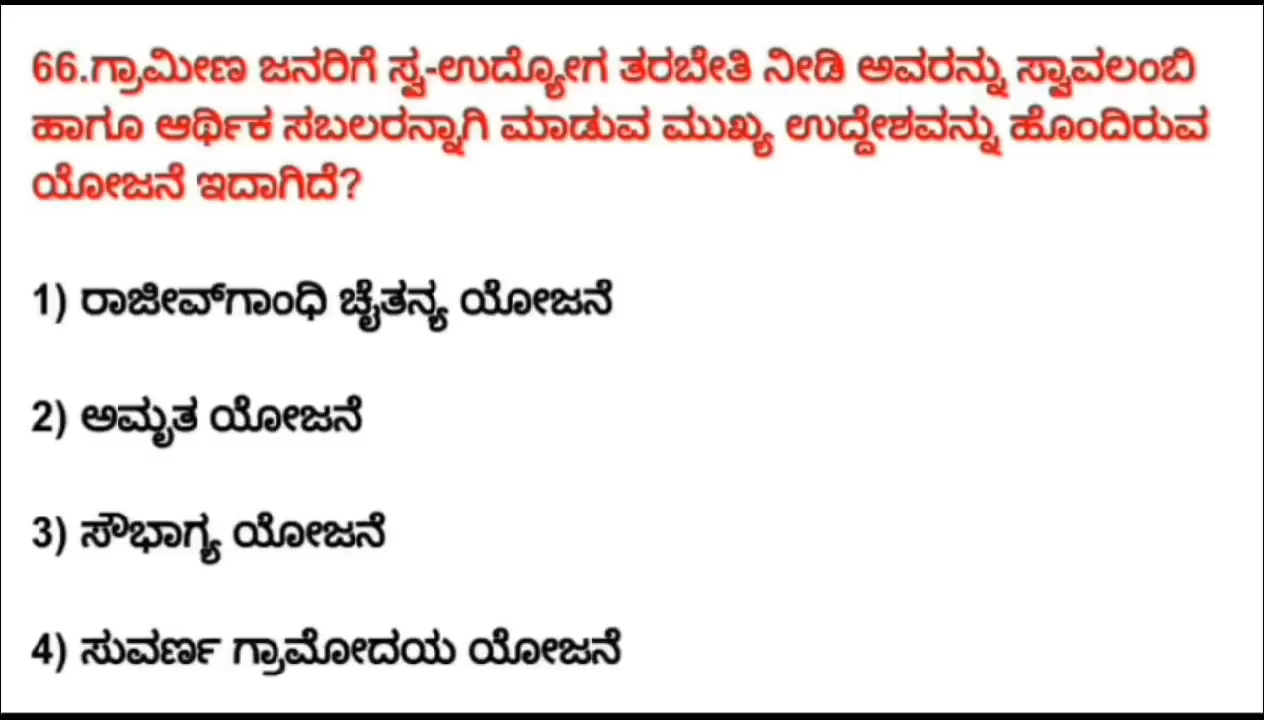 66.ಗ್ರಾಮೀಣ ಜನರಿಗೆ ಸ್ವ-ಉದ್ಯೋಗ ತರಬೇತಿ ನೀಡಿ ಅವರನ್ನು ಸ್ವಾವಲಂಬಿ
ಹಾಗೂ ಆರ್ಥಿಕ ಸಬಲರನ್ನಾಗಿ ಮಾಡುವ ಮುಖ್ಯ ಉದ್ದೇಶವನ್ನು ಹೊಂದಿರುವ
ಯೋಜನೆ ಇದಾಗಿದೆ?
1) ರಾಜೀವ್‌ಗಾಂಧಿ ಚೈತನ್ಯ ಯೋಜನೆ
2) ಅಮೃತ ಯೋಜನೆ
3) ಸೌಭಾಗ್ಯ ಯೋಜನೆ
4) ಸುವರ್ಣ ಗ್ರಾಮೋದಯ ಯೋಜನೆ